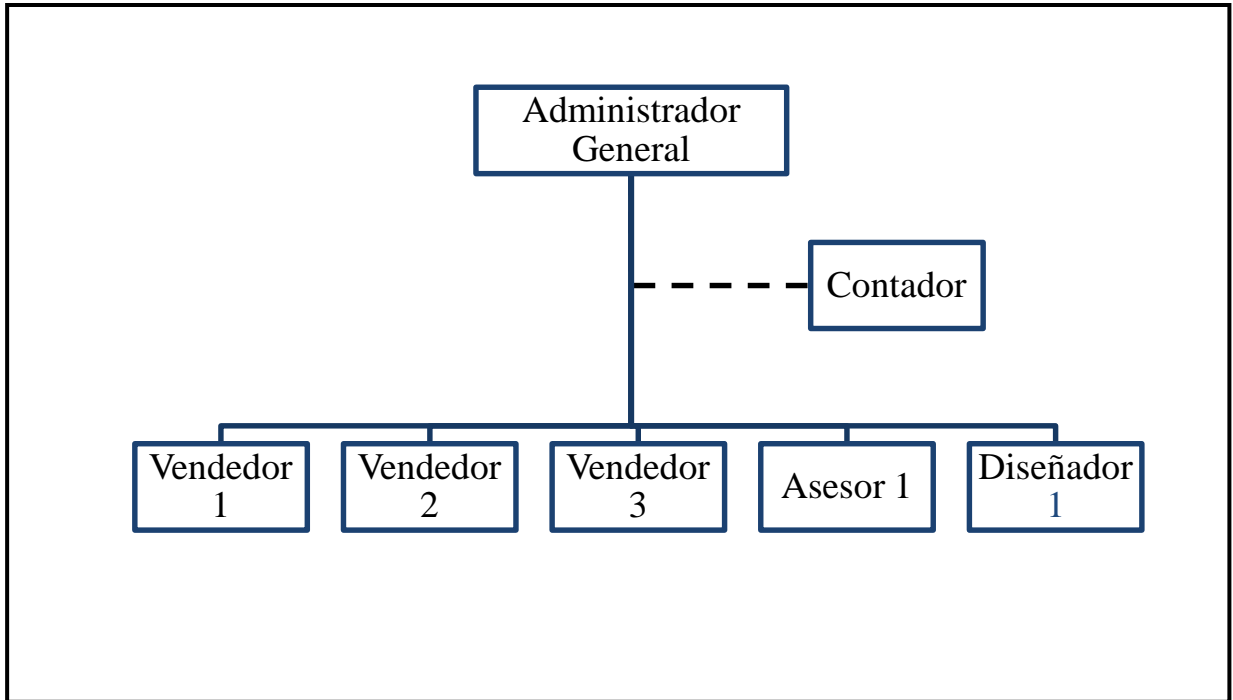 Administrador
General
Contador
Vendedor
1
Vendedor
2
Vendedor
3
Asesor 1
Diseñador
1